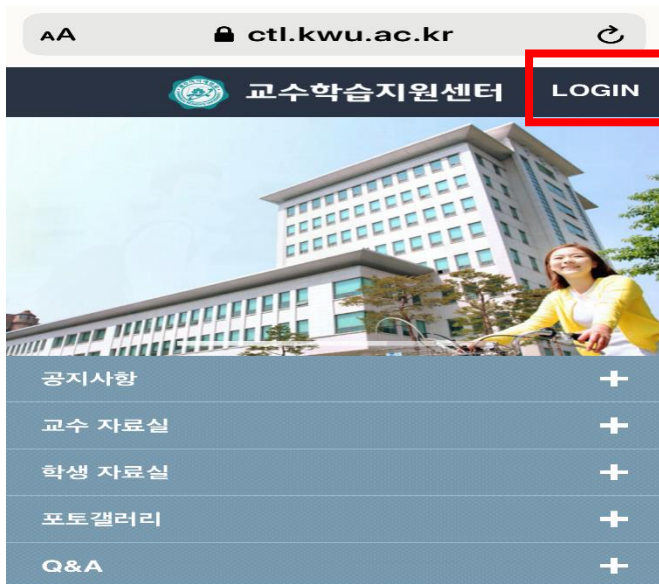 AA ctl.kwu.ac.kr
교수학습지원센터 LOGIN
공지사항
교수 자료실
학생 자료실
포토갤러리
Q&A